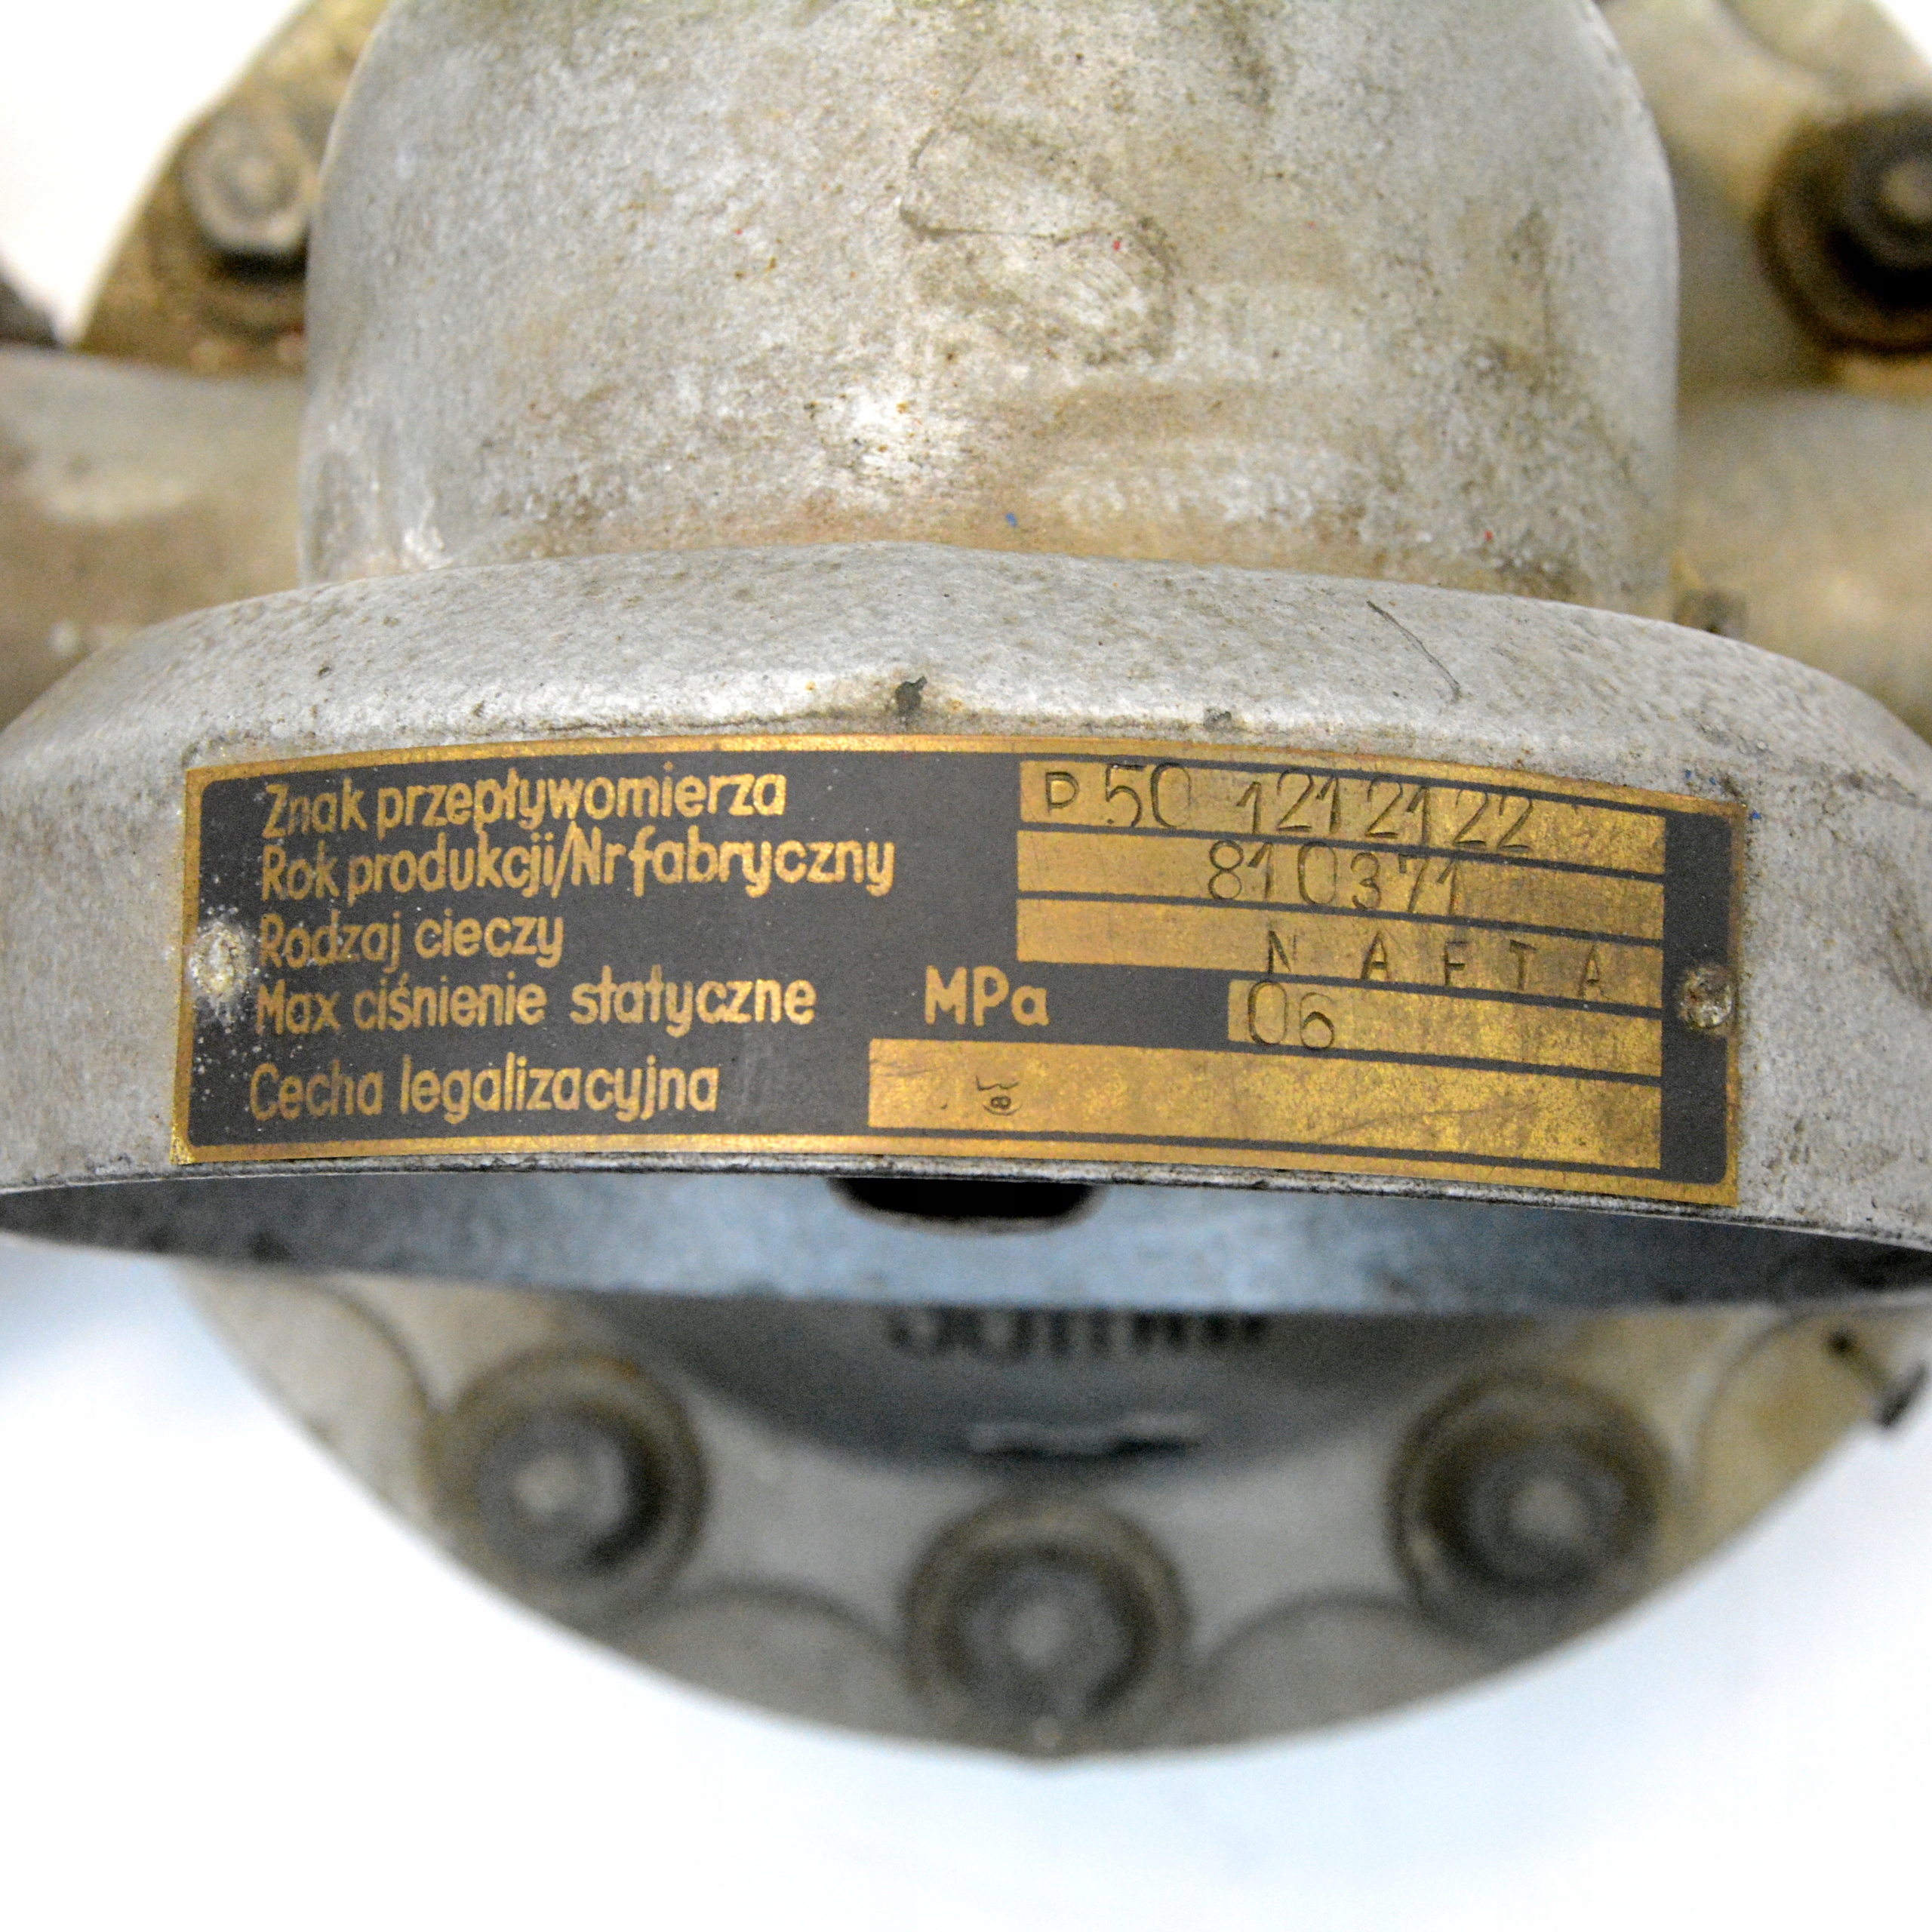 Znak przepływomierza P 50 1212122
Rok produkcji/Nr fabryczny 810371
Rodzaj cieczy NAFTA
Max ciśnienie statyczne MPa 06
Cecha legalizacyjna